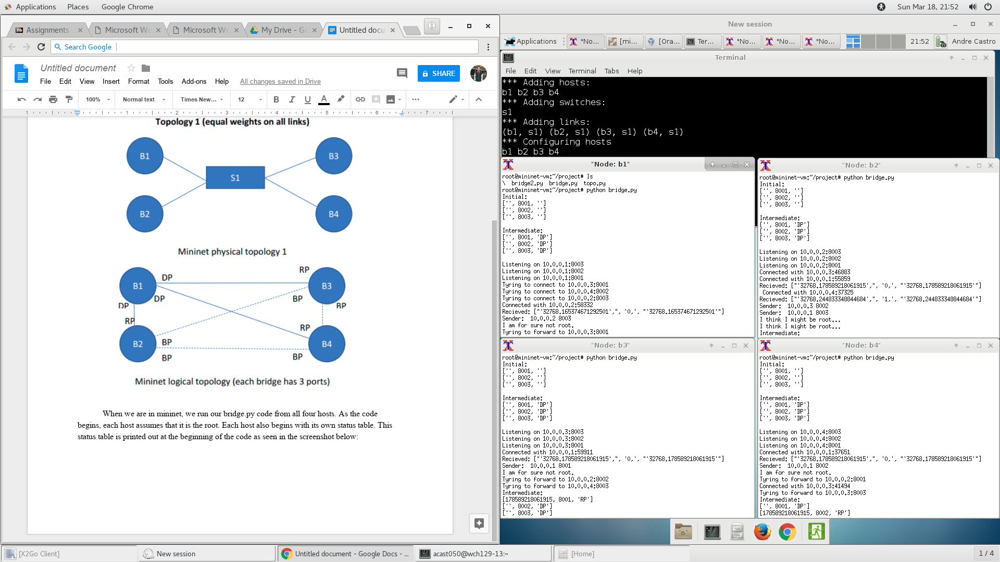 Applications Places Google Chrome
Sun Mar 18, 21:52
Assignments
Microsoft Wo
Microsoft Wo
My Drive - Go
Untitled docu
Search Google
Untitled document
File Edit View Insert Format Tools Add-ons Help All changes saved in Drive
SHARE
100% Normal text Times New... 12 B I U A
1 1 2 3 4 5 6 7
Topology 1 (equal weights on all links)
B1
B3
S1
B2
B4
Mininet physical topology 1
RP
DP
B1
B3
DP
BP
DP
BP
RP
RP
B2
BP
B4
BP
BP
Mininet logical topology (each bridge has 3 ports)
When we are in mininet, we run our bridge.py code from all four hosts. As the code
begins, each host assumes that it is the root. Each host also begins with its own status table. This
status table is printed out at the beginning of the code as seen in the screenshot below:
New session
Applications "No... [mi... [Ora... Ter... "No... "No... "No... 21:52 Andre Castro
Terminal
File Edit View Terminal Tabs Help
*** Adding hosts:
b1 b2 b3 b4
*** Adding switches:
s1
*** Adding links:
(b1, s1) (b2, s1) (b3, s1) (b4, s1)
*** Configuring hosts
b1 b2 b3 b4
"Node: b1"
root@mininet-vm:~/project# ls
\ bridge2.py bridge.py topo.py
root@mininet-vm:~/project# python bridge.py
Initial:
['', 8001, '']
['', 8002, '']
['', 8003, '']
Intermediate:
['', 8001, 'DP']
['', 8002, 'DP']
['', 8003, 'DP']
Listening on 10.0.0.1:8003
Listening on 10.0.0.1:8002
Listening on 10.0.0.1:8001
Tyring to connect to 10.0.0.3:8001
Tyring to connect to 10.0.0.4:8002
Tyring to connect to 10.0.0.2:8003
Connected with 10.0.0.2:58332
Recieved: ["'32768.165374671292501',", '0,', "'32768.165374671292501'"]
Sender: 10.0.0.2 8003
I am for sure not root.
Tyring to forward to 10.0.0.3:8001
"Node: b2"
root@mininet-vm:~/project# python bridge.py
Initial:
['', 8001, '']
['', 8002, '']
['', 8003, '']
Intermediate:
['', 8001, 'DP']
['', 8002, 'DP']
['', 8003, 'DP']
Listening on 10.0.0.2:8003
Listening on 10.0.0.2:8002
Listening on 10.0.0.2:8001
Connected with 10.0.0.3:46883
Connected with 10.0.0.1:55859
Recieved: ["'32768.178589218061915',", '0,', "'32768.178589218061915'"]
Connected with 10.0.0.4:37325
Recieved: ["'32768.244833348844684',", '1,', "'32768.244833348844684'"]
Sender: 10.0.0.3 8002
Sender: 10.0.0.1 8003
I think I might be root...
I think I might be root...
Intermediate:
"Node: b3"
root@mininet-vm:~/project# python bridge.py
Initial:
['', 8001, '']
['', 8002, '']
['', 8003, '']
Intermediate:
['', 8001, 'DP']
['', 8002, 'DP']
['', 8003, 'DP']
Listening on 10.0.0.3:8003
Listening on 10.0.0.3:8002
Listening on 10.0.0.3:8001
Connected with 10.0.0.1:59911
Recieved: ["'32768.178589218061915',", '0,', "'32768.178589218061915'"]
Sender: 10.0.0.1 8001
I am for sure not root.
Tyring to forward to 10.0.0.2:8002
Tyring to forward to 10.0.0.4:8003
Intermediate:
[178589218061915, 8001, 'RP']
['', 8002, 'DP']
['', 8003, 'DP']
"Node: b4"
root@mininet-vm:~/project# python bridge.py
Initial:
['', 8001, '']
['', 8002, '']
['', 8003, '']
Intermediate:
['', 8001, 'DP']
['', 8002, 'DP']
['', 8003, 'DP']
Listening on 10.0.0.4:8003
Listening on 10.0.0.4:8002
Listening on 10.0.0.4:8001
Connected with 10.0.0.1:37651
Recieved: ["'32768.178589218061915',", '0,', "'32768.178589218061915'"]
Sender: 10.0.0.1 8002
I am for sure not root.
Tyring to forward to 10.0.0.2:8001
Connected with 10.0.0.3:41494
Tyring to forward to 10.0.0.3:8003
Intermediate:
['', 8001, 'DP']
[178589218061915, 8002, 'RP']
[X2Go Client] New session Untitled document - Google Docs - ... acast050@wch129-13:~ [Home] 1 / 4